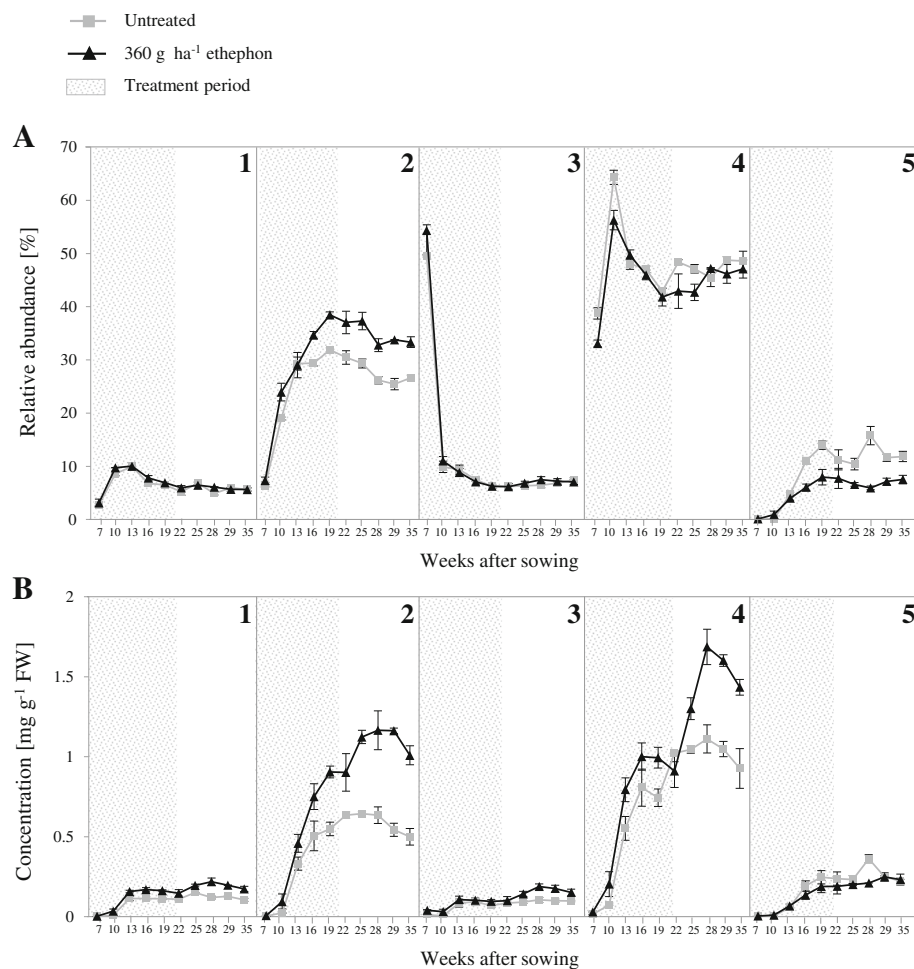 Untreated
360 g ha⁻¹ ethephon
Treatment period
A
1 2 3 4 5
70
60
50
40
30
20
10
0
Relative abundance [%]
7 10 13 16 19 22 25 28 29 35 7 10 13 16 19 22 25 28 29 35 7 10 13 16 19 22 25 28 29 35 7 10 13 16 19 22 25 28 29 35 7 10 13 16 19 22 25 28 29 35
Weeks after sowing
B
1 2 3 4 5
2
1.5
1
0.5
0
Concentration [mg g⁻¹ FW]
7 10 13 16 19 22 25 28 29 35 7 10 13 16 19 22 25 28 29 35 7 10 13 16 19 22 25 28 29 35 7 10 13 16 19 22 25 28 29 35 7 10 13 16 19 22 25 28 29 35
Weeks after sowing